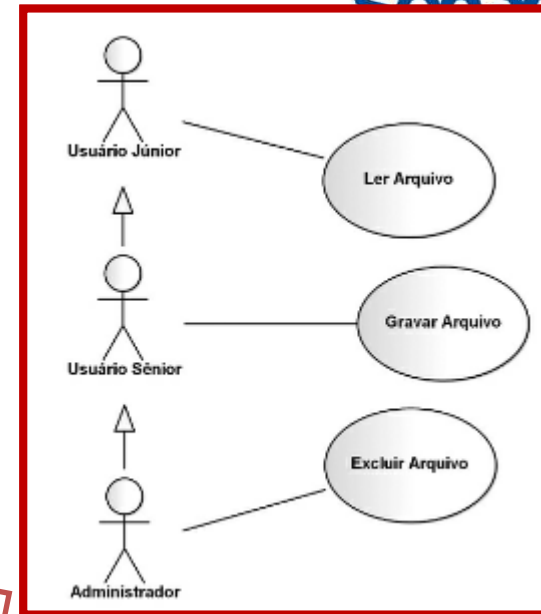 Usuário Júnior
Ler Arquivo
Usuário Sênior
Gravar Arquivo
Excluir Arquivo
Administrador